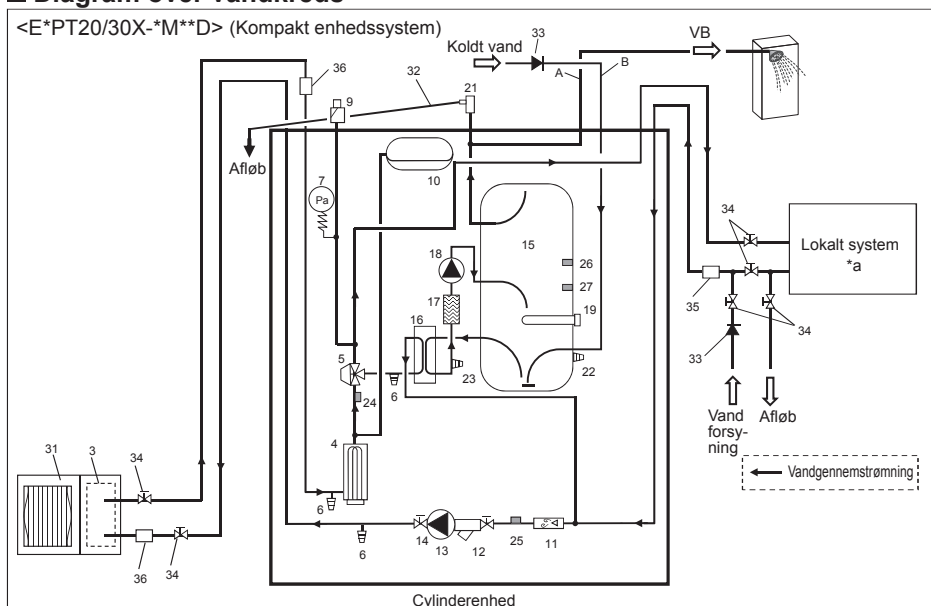 Diagram over vandkreds
<E*PT20/30X-*M**D> (Kompakt enhedssystem)
33
Koldt vand
VB
36
32
21
A
B
9
Afløb
10
7
Pa
34
15
18
26
Lokalt system
*a
27
17
35
19
16
34
5
33
6
24
23
22
4
Vand
forsy-
ning
Afløb
31
3
34
6
Vandgennemstrømning
36
34
6
14
13
12
25
11
Cylinderenhed